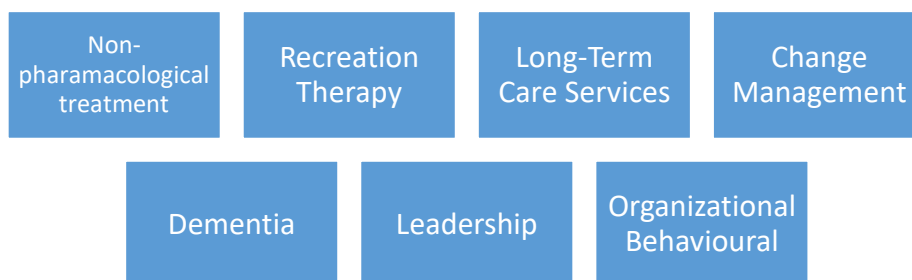 Non-
pharamacological
treatment
Recreation
Therapy
Long-Term
Care Services
Change
Management
Dementia
Leadership
Organizational
Behavioural